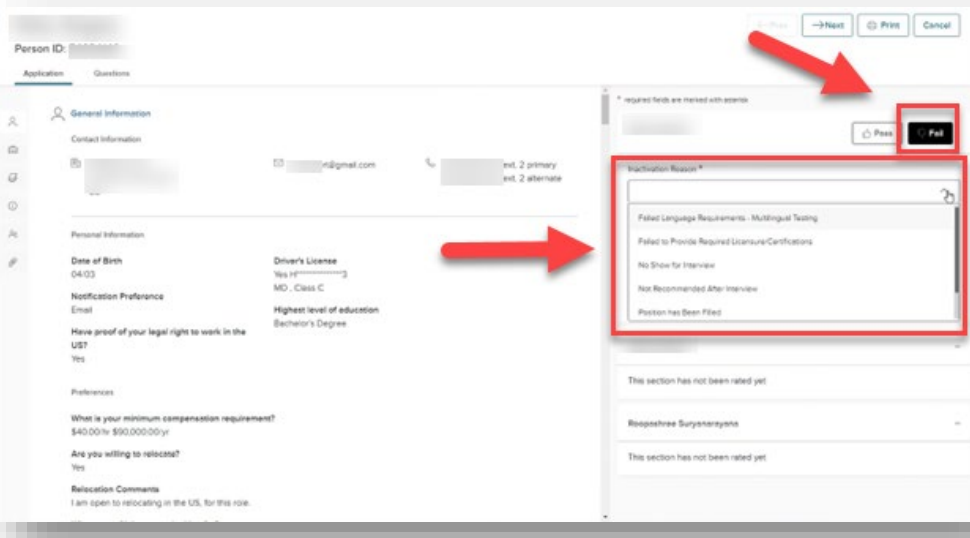 Next
Print
Cancel
Person ID:
Application Questions
General Information
Contact Information
@gmail.com
ext. 2 primary
ext. 2 alternate
Personal Information
Date of Birth
04/03
Notification Preference
Email
Have proof of your legal right to work in the
US?
Yes
Driver's License
Yes H**********3
MD , Class C
Highest level of education
Bachelor's Degree
Preferences
What is your minimum compensation requirement?
$40.00/hr $90,000.00/yr
Are you willing to relocate?
Yes
Relocation Comments
I am open to relocating in the US, for this role.
* required fields are marked with asterisk
Pass
Fail
Inactivation Reason *
Failed Language Requirements - Multilingual Testing
Failed to Provide Required Licensure/Certifications
No Show for Interview
Not Recommended After Interview
Position has Been Filled
This section has not been rated yet
Roopashree Suryanarayana
This section has not been rated yet